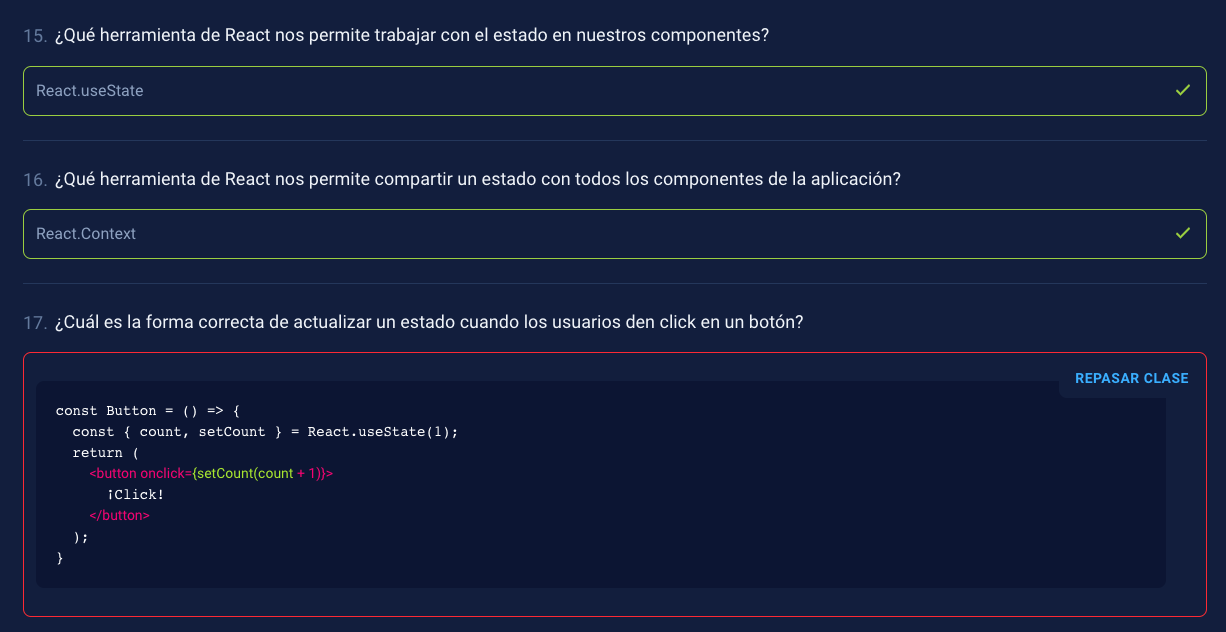 15. ¿Qué herramienta de React nos permite trabajar con el estado en nuestros componentes?
React.useState
16. ¿Qué herramienta de React nos permite compartir un estado con todos los componentes de la aplicación?
React.Context
17. ¿Cuál es la forma correcta de actualizar un estado cuando los usuarios den click en un botón?
REPASAR CLASE
const Button = () => {
  const { count, setCount } = React.useState(1);
  return (
    <button onclick={setCount(count + 1)}>
      ¡Click!
    </button>
  );
}